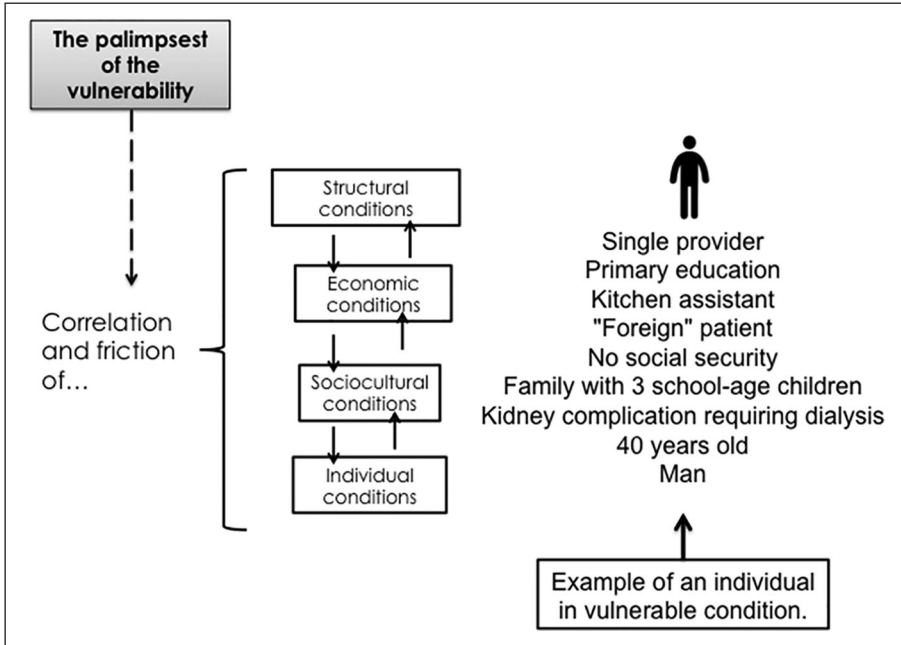 The palimpsest
of the
vulnerability
Correlation
and friction
of...
Structural
conditions
Economic
conditions
Sociocultural
conditions
Individual
conditions
Single provider
Primary education
Kitchen assistant
"Foreign" patient
No social security
Family with 3 school-age children
Kidney complication requiring dialysis
40 years old
Man
Example of an individual
in vulnerable condition.